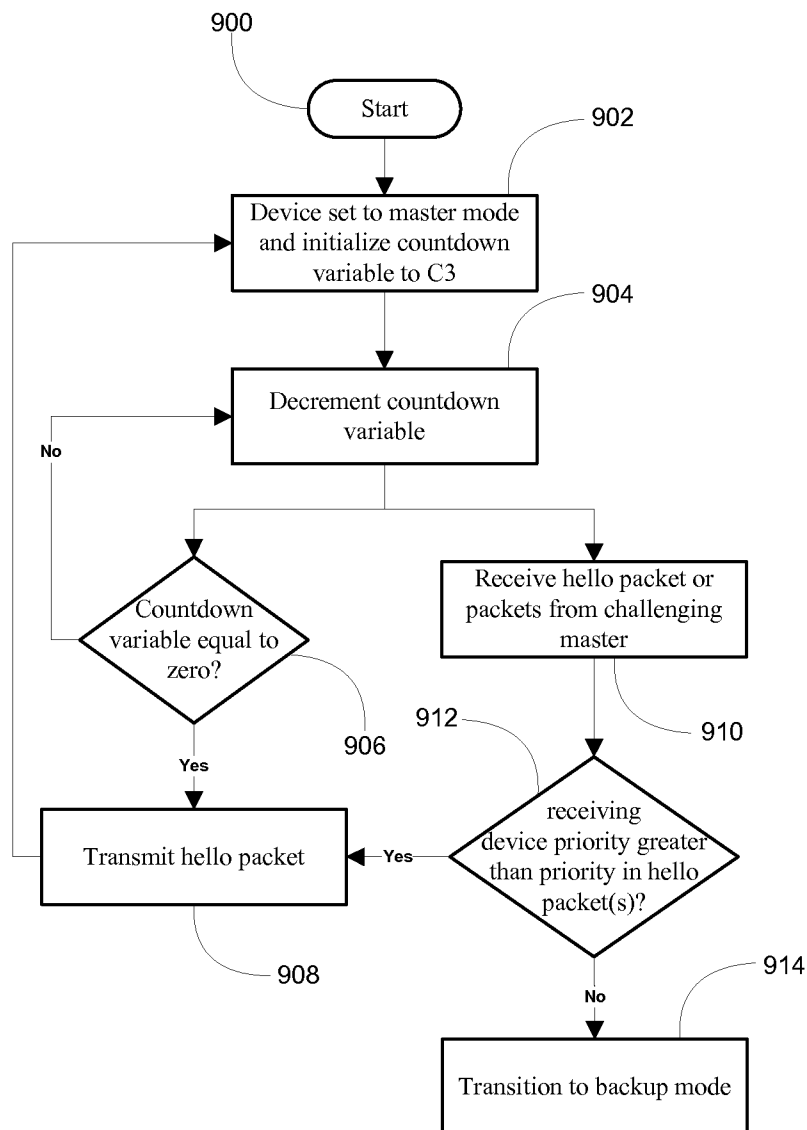 900
Start
902
Device set to master mode
and initialize countdown
variable to C3
904
Decrement countdown
variable
No
Countdown
variable equal to
zero?
906
Receive hello packet or
packets from challenging
master
910
912
Yes
Transmit hello packet
908
Yes
receiving
device priority greater
than priority in hello
packet(s)?
No
914
Transition to backup mode